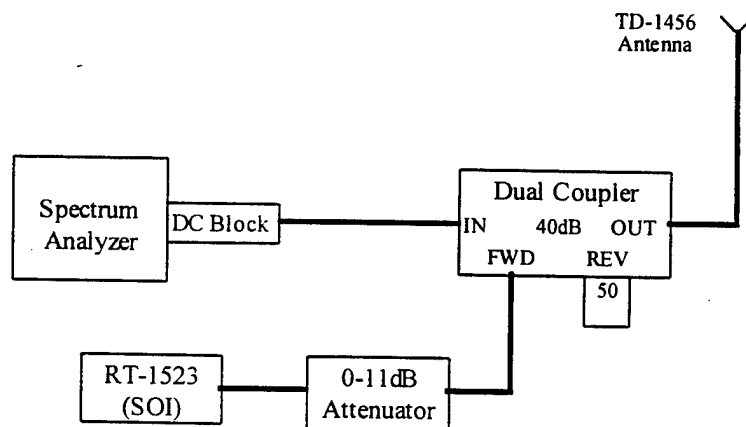 TD-1456
Antenna
Spectrum
Analyzer
DC Block
Dual Coupler
IN 40dB OUT
FWD REV
50
RT-1523
(SOI)
0-11dB
Attenuator